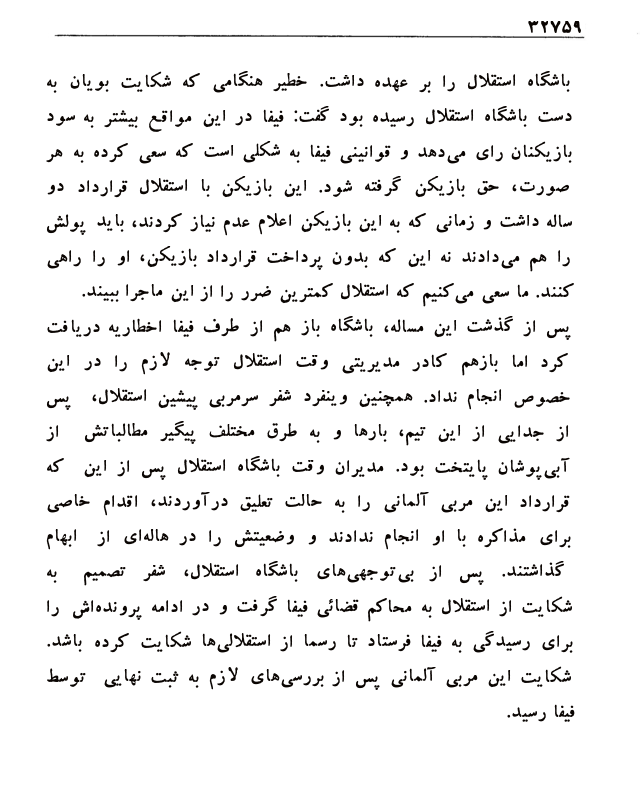 ۳۲۷۵۹
باشگاه استقلال را بر عهده داشت. خطیر هنگامی که شکایت بویان به
دست باشگاه استقلال رسیده بود گفت: فیفا در این مواقع بیشتر به سود
بازیکنان رای می‌دهد و قوانینی فیفا به شکلی است که سعی کرده به هر
صورت، حق بازیکن گرفته شود. این بازیکن با استقلال قرارداد دو
ساله داشت و زمانی که به این بازیکن اعلام عدم نیاز کردند، باید پولش
را هم می‌دادند نه این که بدون پرداخت قرارداد بازیکن، او را راهی
کنند. ما سعی می‌کنیم که استقلال کمترین ضرر را از این ماجرا ببیند.
پس از گذشت این مساله، باشگاه باز هم از طرف فیفا اخطاریه دریافت
کرد اما بازهم کادر مدیریتی وقت استقلال توجه لازم را در این
خصوص انجام نداد. همچنین وینفرد شفر سرمربی پیشین استقلال، پس
از جدایی از این تیم، بارها و به طرق مختلف پیگیر مطالباتش از
آبی‌پوشان پایتخت بود. مدیران وقت باشگاه استقلال پس از این که
قرارداد این مربی آلمانی را به حالت تعلیق درآوردند، اقدام خاصی
برای مذاکره با او انجام ندادند و وضعیتش را در هاله‌ای از ابهام
گذاشتند. پس از بی‌توجهی‌های باشگاه استقلال، شفر تصمیم به
شکایت از استقلال به محاکم قضائی فیفا گرفت و در ادامه پرونده‌اش را
برای رسیدگی به فیفا فرستاد تا رسما از استقلالی‌ها شکایت کرده باشد.
شکایت این مربی آلمانی پس از بررسی‌های لازم به ثبت نهایی توسط
فیفا رسید.